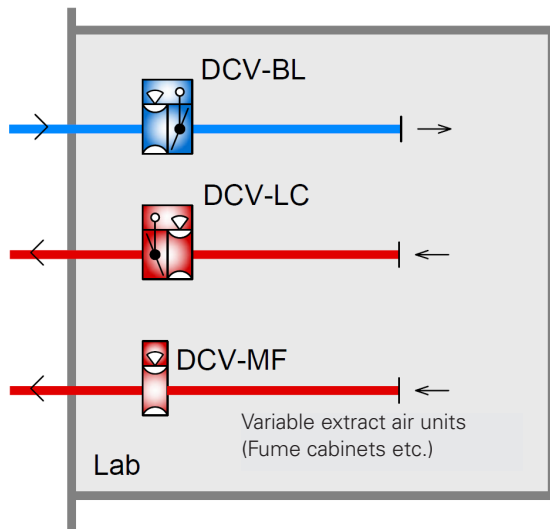 DCV-BL
DCV-LC
DCV-MF
Variable extract air units
(Fume cabinets etc.)
Lab